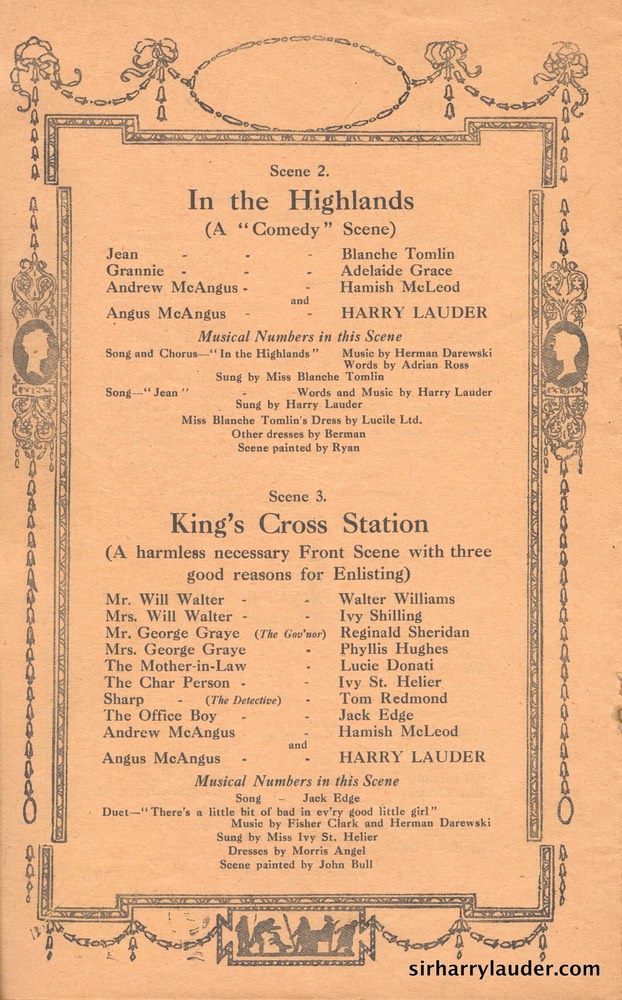 Scene 2.
In the Highlands
(A "Comedy" Scene)
Jean - - - Blanche Tomlin
Grannie - - - Adelaide Grace
Andrew McAngus - - Hamish McLeod
and
Angus McAngus - - HARRY LAUDER
Musical Numbers in this Scene
Song and Chorus—"In the Highlands" Music by Herman Darewski
Words by Adrian Ross
Sung by Miss Blanche Tomlin
Song—"Jean" - Words and Music by Harry Lauder
Sung by Harry Lauder
Miss Blanche Tomlin's Dress by Lucile Ltd.
Other dresses by Berman
Scene painted by Ryan
Scene 3.
King's Cross Station
(A harmless necessary Front Scene with three
good reasons for Enlisting)
Mr. Will Walter - - Walter Williams
Mrs. Will Walter - - Ivy Shilling
Mr. George Graye (The Gov'nor) Reginald Sheridan
Mrs. George Graye - Phyllis Hughes
The Mother-in-Law - Lucie Donati
The Char Person - - Ivy St. Helier
Sharp - (The Detective) - Tom Redmond
The Office Boy - - Jack Edge
Andrew McAngus - Hamish McLeod
and
Angus McAngus - - HARRY LAUDER
Musical Numbers in this Scene
Song – Jack Edge
Duet—"There's a little bit of bad in ev'ry good little girl"
Music by Fisher Clark and Herman Darewski
Sung by Miss Ivy St. Helier
Dresses by Morris Angel
Scene painted by John Bull
sirharrylauder.com